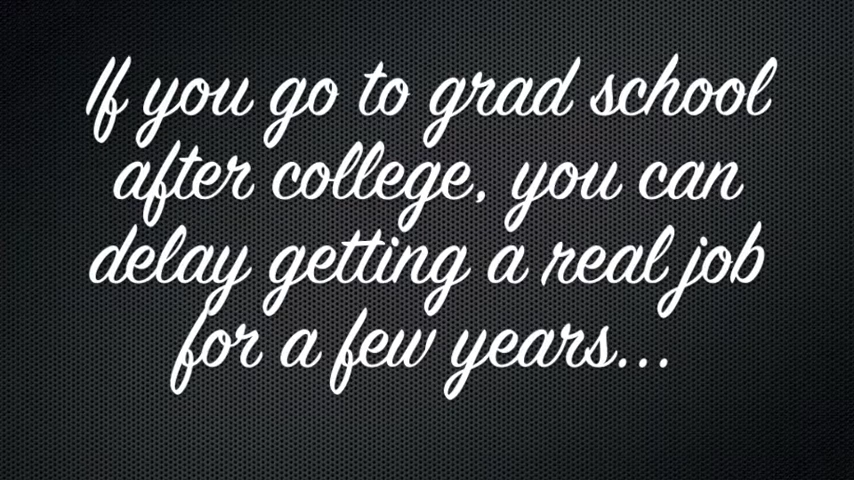 If you go to grad school
after college, you can
delay getting a real job
for a few years...